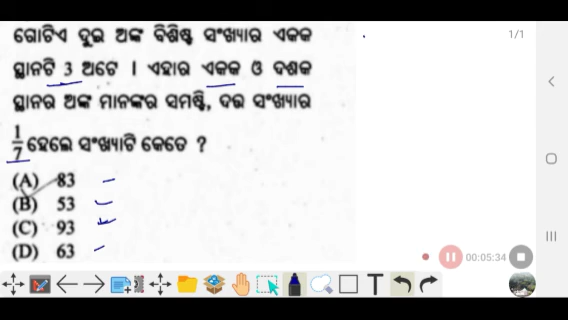 ଗୋଟିଏ ଦୁଇ ଅଙ୍କ ବିଶିଷ୍ଟ ସଂଖ୍ୟାର ଏକକ
1/1
ସ୍ଥାନଟି 3 ଅଟେ । ଏହାର ଏକକ ଓ ଦଶକ
ସ୍ଥାନର ଅଙ୍କ ମାନଙ୍କର ସମଷ୍ଟି, ଦଉ ସଂଖ୍ୟାର
1/7 ହେଲେ ସଂଖ୍ୟାଟି କେତେ ?
(A) 83
(B) 53
(C) 93
(D) 63
00:05:34
T